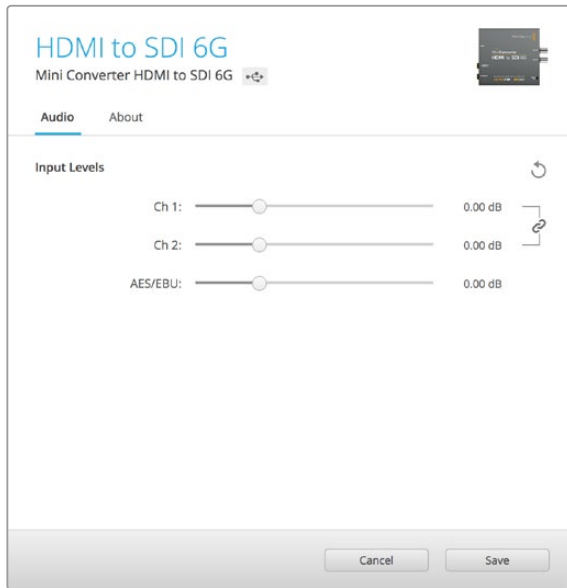 HDMI to SDI 6G
Mini Converter HDMI to SDI 6G
Audio About
Input Levels
Ch 1: 0.00 dB
Ch 2: 0.00 dB
AES/EBU: 0.00 dB
Cancel Save